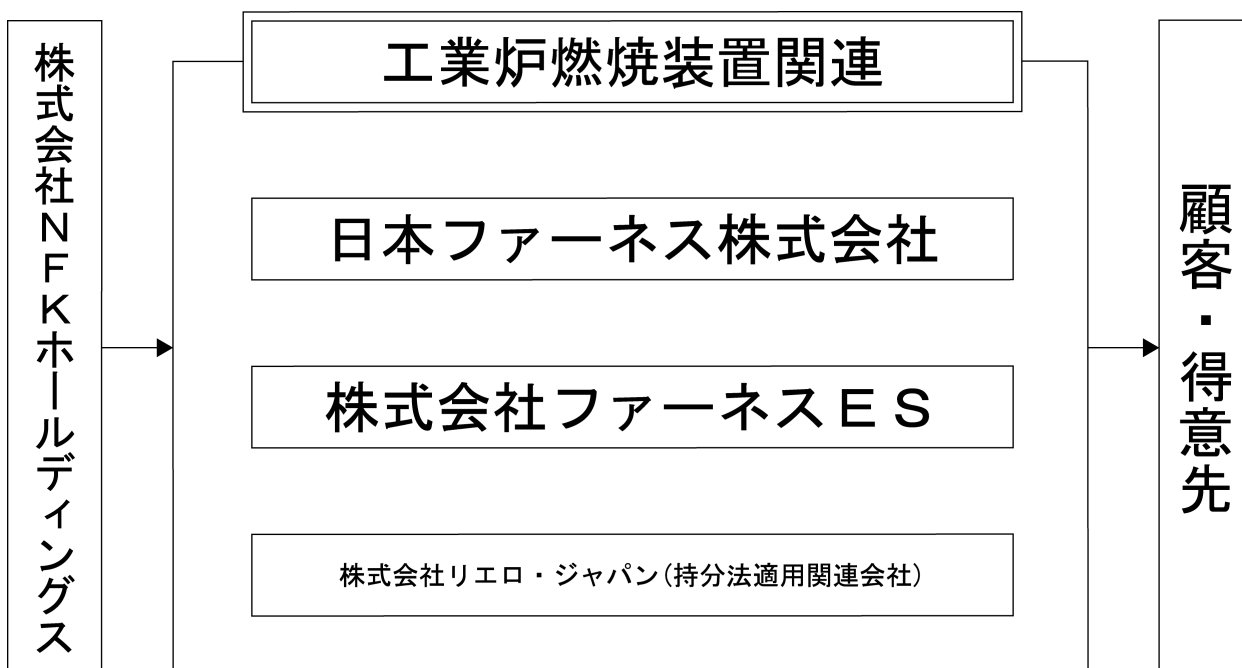 株式会社ＮＦＫホールディングス
工業炉燃焼装置関連
日本ファーネス株式会社
株式会社ファーネスＥＳ
株式会社リエロ・ジャパン(持分法適用関連会社)
顧客・得意先